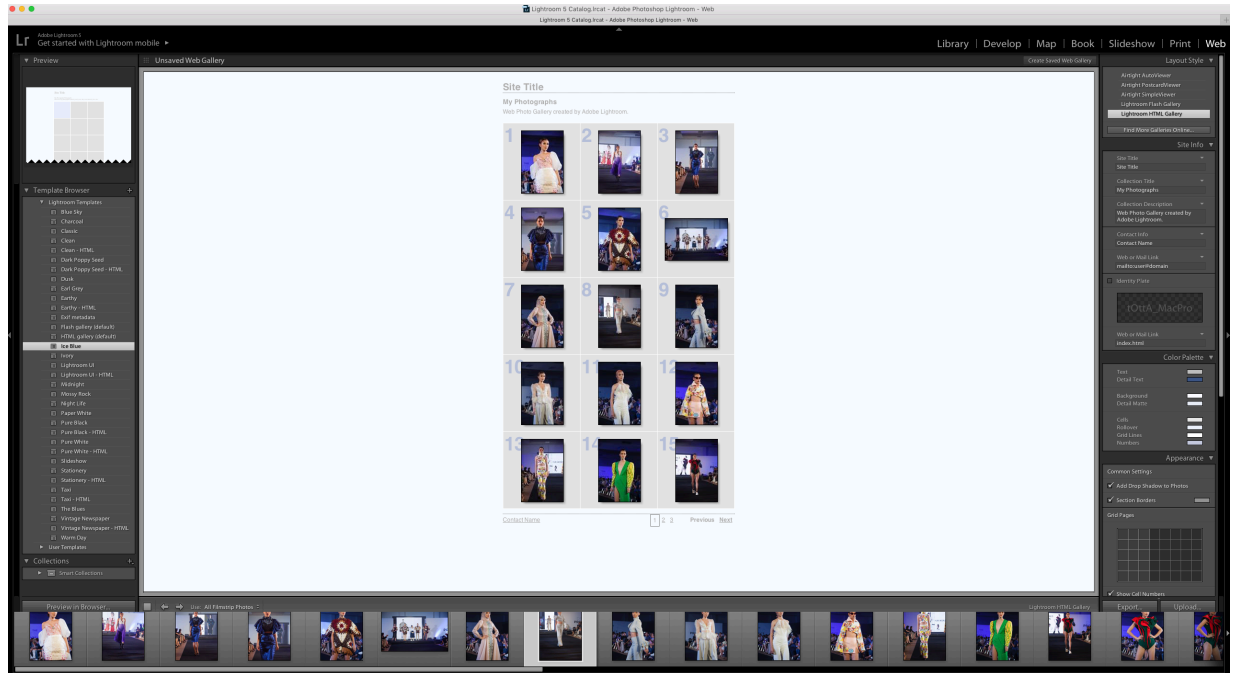 Lightroom 5 Catalog.lrcat - Adobe Photoshop Lightroom - Web
Lightroom 5 Catalog.lrcat - Adobe Photoshop Lightroom - Web
Lr
Adobe Lightroom 5
Get started with Lightroom mobile
Library | Develop | Map | Book | Slideshow | Print | Web
Preview
Template Browser
Lightroom Templates
Blue Sky
Charcoal
Classic
Clean
Clean - HTML
Dark Poppy Seed
Dark Poppy Seed - HTML
Dusk
Earl Grey
Earthy
Earthy - HTML
Exif metadata
Flash gallery (default)
HTML gallery (default)
Ice Blue
Ivory
Lightroom UI
Lightroom UI - HTML
Midnight
Mossy Rock
Night Life
Paper White
Pure Black
Pure Black - HTML
Pure White
Pure White - HTML
Slideshow
Stationery
Stationery - HTML
Taxi
Taxi - HTML
The Blues
Vintage Newspaper
Vintage Newspaper - HTML
Warm Day
User Templates
Collections
Smart Collections
Preview in Browser...
Unsaved Web Gallery
Create Saved Web Gallery
Site Title
My Photographs
Web Photo Gallery created by Adobe Lightroom.
1 2 3
4 5 6
7 8 9
10 11 12
13 14 15
Contact Name 1 2 3 Previous Next
Use: All Filmstrip Photos
Lightroom HTML Gallery
Layout Style
Airtight AutoViewer
Airtight PostcardViewer
Airtight SimpleViewer
Lightroom Flash Gallery
Lightroom HTML Gallery
Find More Galleries Online...
Site Info
Site Title
Site Title
Collection Title
My Photographs
Collection Description
Web Photo Gallery created by
Adobe Lightroom.
Contact Info
Contact Name
Web or Mail Link
mailto:user@domain
Identity Plate
rOttA_MacPro
Web or Mail Link
index.html
Color Palette
Text
Detail Text
Background
Detail Matte
Cells
Rollover
Grid Lines
Numbers
Appearance
Common Settings
Add Drop Shadow to Photos
Section Borders
Grid Pages
Show Cell Numbers
Export...
Upload...